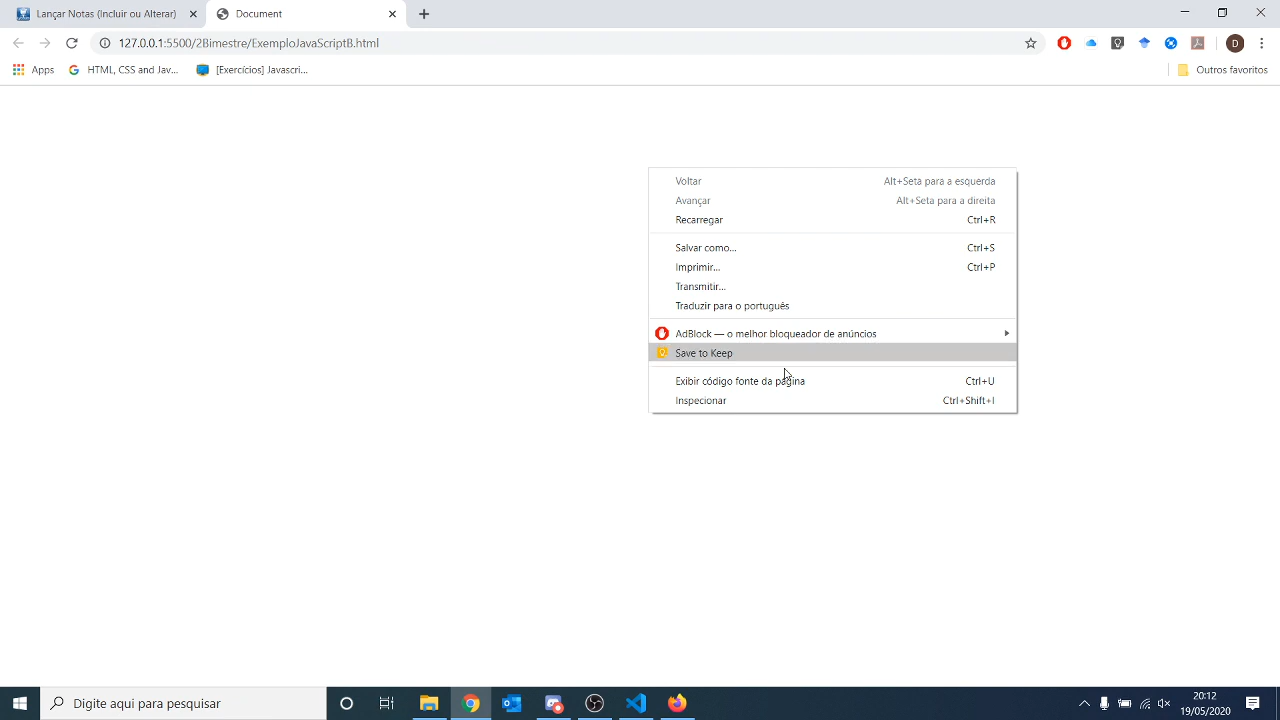 Lançar Notas (Incluir ou Alterar)
Document
127.0.0.1:5500/2Bimestre/ExemploJavaScriptB.html
D
Apps
HTML, CSS and Jav...
[Exercícios] Javascri...
Outros favoritos
Voltar Alt+Seta para a esquerda
Avançar Alt+Seta para a direita
Recarregar Ctrl+R
Salvar como... Ctrl+S
Imprimir... Ctrl+P
Transmitir...
Traduzir para o português
AdBlock — o melhor bloqueador de anúncios
Save to Keep
Exibir código fonte da página Ctrl+U
Inspecionar Ctrl+Shift+I
Digite aqui para pesquisar
20:12
19/05/2020